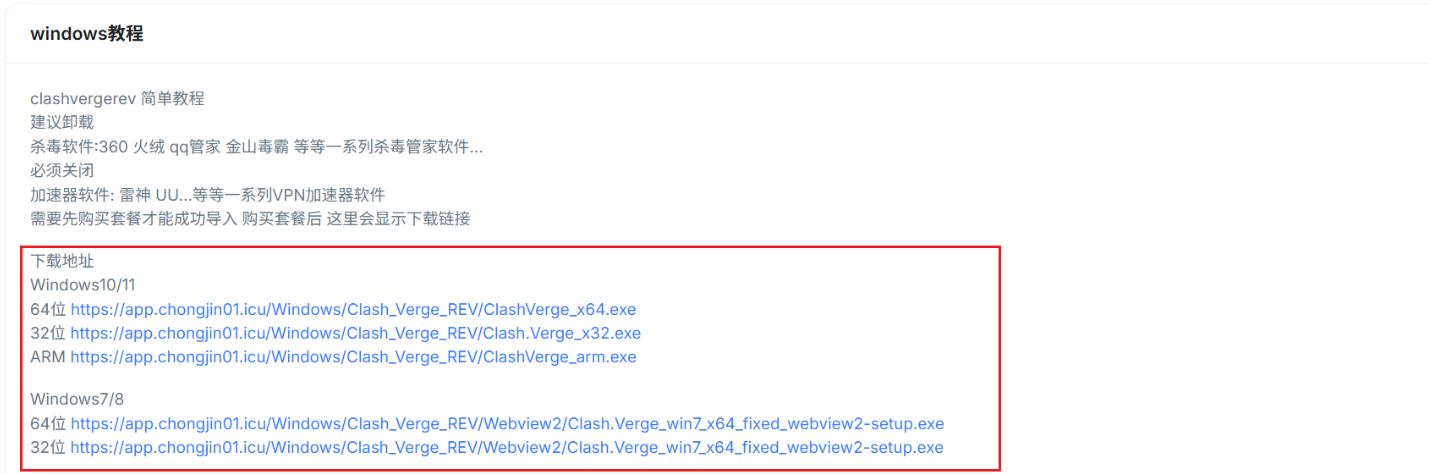 windows教程
clashvergerev 简单教程
建议卸载
杀毒软件:360 火绒 qq管家 金山毒霸 等等一系列杀毒管家软件...
必须关闭
加速器软件: 雷神 UU...等等一系列VPN加速器软件
需要先购买套餐才能成功导入 购买套餐后 这里会显示下载链接
下载地址
Windows10/11
64位 https://app.chongjin01.icu/Windows/Clash_Verge_REV/ClashVerge_x64.exe
32位 https://app.chongjin01.icu/Windows/Clash_Verge_REV/Clash.Verge_x32.exe
ARM https://app.chongjin01.icu/Windows/Clash_Verge_REV/ClashVerge_arm.exe
Windows7/8
64位 https://app.chongjin01.icu/Windows/Clash_Verge_REV/Webview2/Clash.Verge_win7_x64_fixed_webview2-setup.exe
32位 https://app.chongjin01.icu/Windows/Clash_Verge_REV/Webview2/Clash.Verge_win7_x64_fixed_webview2-setup.exe